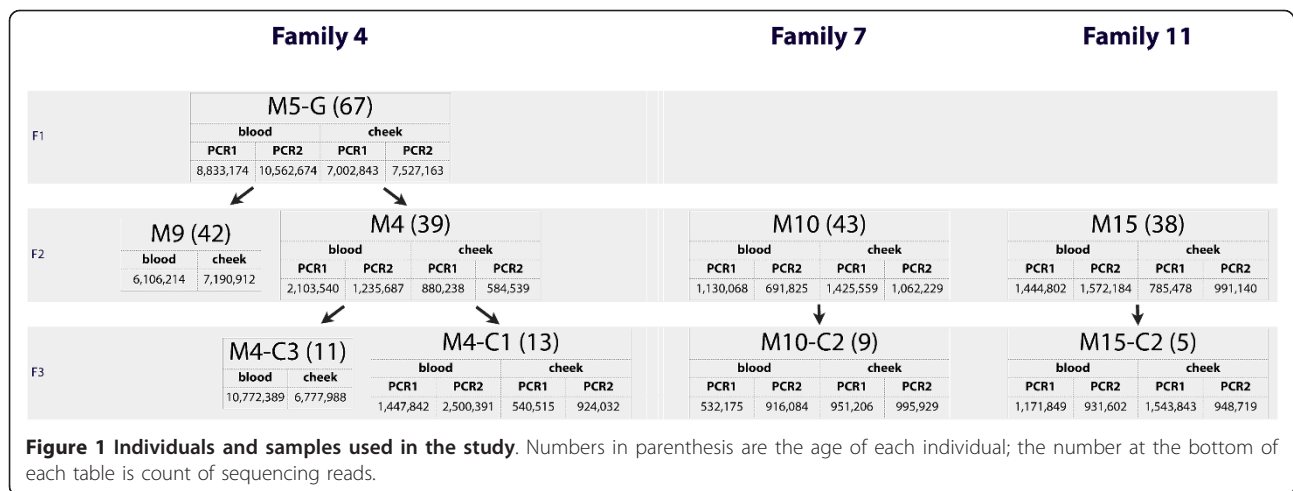 Family 4 Family 7 Family 11
F1
M5-G (67)
blood cheek
PCR1 PCR2 PCR1 PCR2
8,833,174 10,562,674 7,002,843 7,527,163
F2
M9 (42)
blood cheek
6,106,214 7,190,912
M4 (39)
blood cheek
PCR1 PCR2 PCR1 PCR2
2,103,540 1,235,687 880,238 584,539
M10 (43)
blood cheek
PCR1 PCR2 PCR1 PCR2
1,130,068 691,825 1,425,559 1,062,229
M15 (38)
blood cheek
PCR1 PCR2 PCR1 PCR2
1,444,802 1,572,184 785,478 991,140
F3
M4-C3 (11)
blood cheek
10,772,389 6,777,988
M4-C1 (13)
blood cheek
PCR1 PCR2 PCR1 PCR2
1,447,842 2,500,391 540,515 924,032
M10-C2 (9)
blood cheek
PCR1 PCR2 PCR1 PCR2
532,175 916,084 951,206 995,929
M15-C2 (5)
blood cheek
PCR1 PCR2 PCR1 PCR2
1,171,849 931,602 1,543,843 948,719
Figure 1 Individuals and samples used in the study. Numbers in parenthesis are the age of each individual; the number at the bottom of
each table is count of sequencing reads.